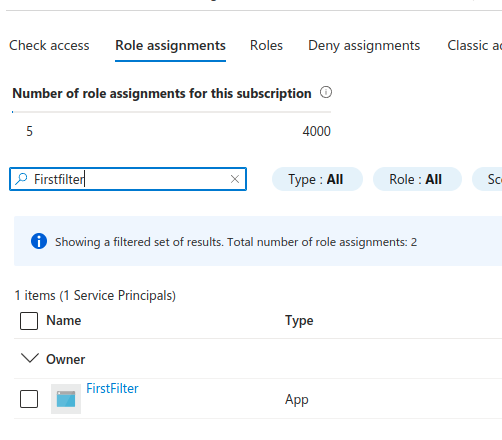 Check access Role assignments Roles Deny assignments Classic a
Number of role assignments for this subscription
5 4000
Firstfilter Type : All Role : All Sc
Showing a filtered set of results. Total number of role assignments: 2
1 items (1 Service Principals)
Name Type
Owner
FirstFilter App